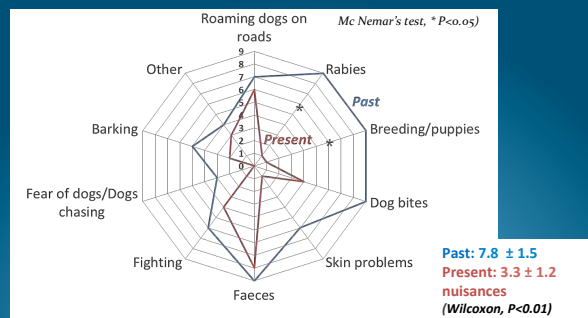 Roaming dogs on
roads
Mc Nemar's test, * P<0.05)
9
8
7
6
5
4
3
2
1
0
Rabies
Past
*
Breeding/puppies
*
Present
Dog bites
Skin problems
Faeces
Fighting
Fear of dogs/Dogs
chasing
Barking
Other
Past: 7.8 ± 1.5
Present: 3.3 ± 1.2
nuisances
(Wilcoxon, P<0.01)